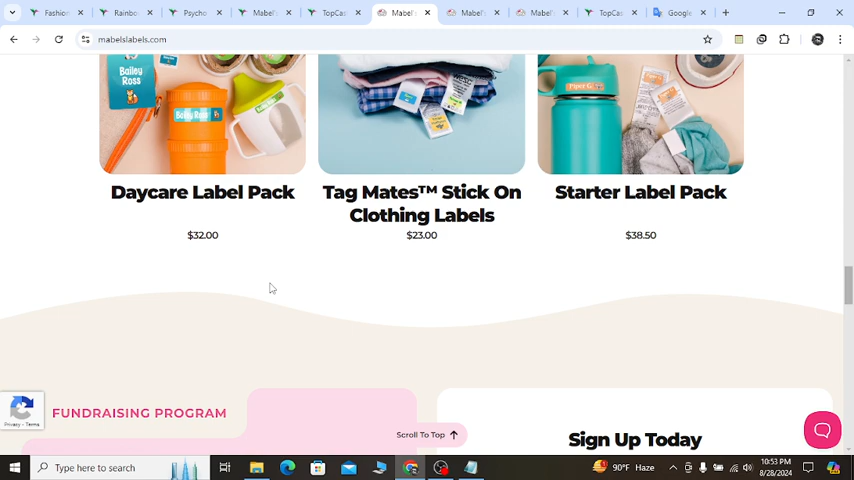 Fashion
Rainbo
Psycho
Mabel's
TopCas
Mabel's
Mabel's
Mabel's
TopCas
Google
mabelslabels.com
Bailey
Ross
Bailey Ross
Piper G.
Daycare Label Pack
Tag Mates™ Stick On
Clothing Labels
Starter Label Pack
$32.00
$23.00
$38.50
FUNDRAISING PROGRAM
Privacy - Terms
Scroll To Top
Sign Up Today
Type here to search
90°F Haze
10:53 PM
8/28/2024